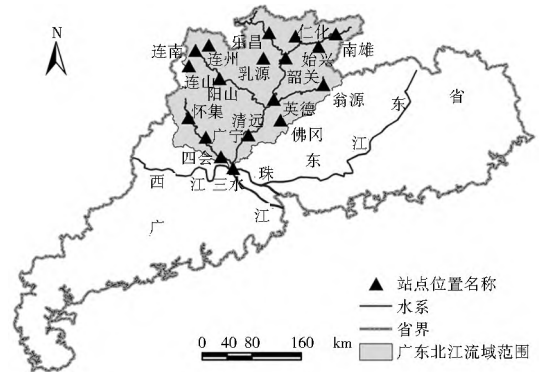 N
乐昌
仁化
连南
连州
南雄
始兴
乳源
韶关
连山
阳山
翁源
怀集
英德
清远
广宁
佛冈
四会
三水
西江
珠江
东江
广东省
站点位置名称
水系
省界
广东北江流域范围
0 40 80 160 km